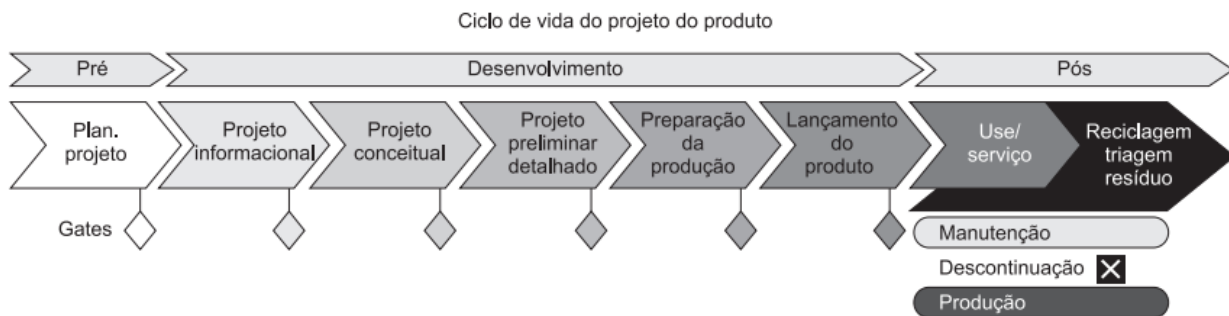 Ciclo de vida do projeto do produto
Pré
Desenvolvimento
Pós
Plan.
projeto
Projeto
informacional
Projeto
conceitual
Projeto
preliminar
detalhado
Preparação
da
produção
Lançamento
do
produto
Use/
serviço
Reciclagem
triagem
resíduo
Gates
Manutenção
Descontinuação
Produção